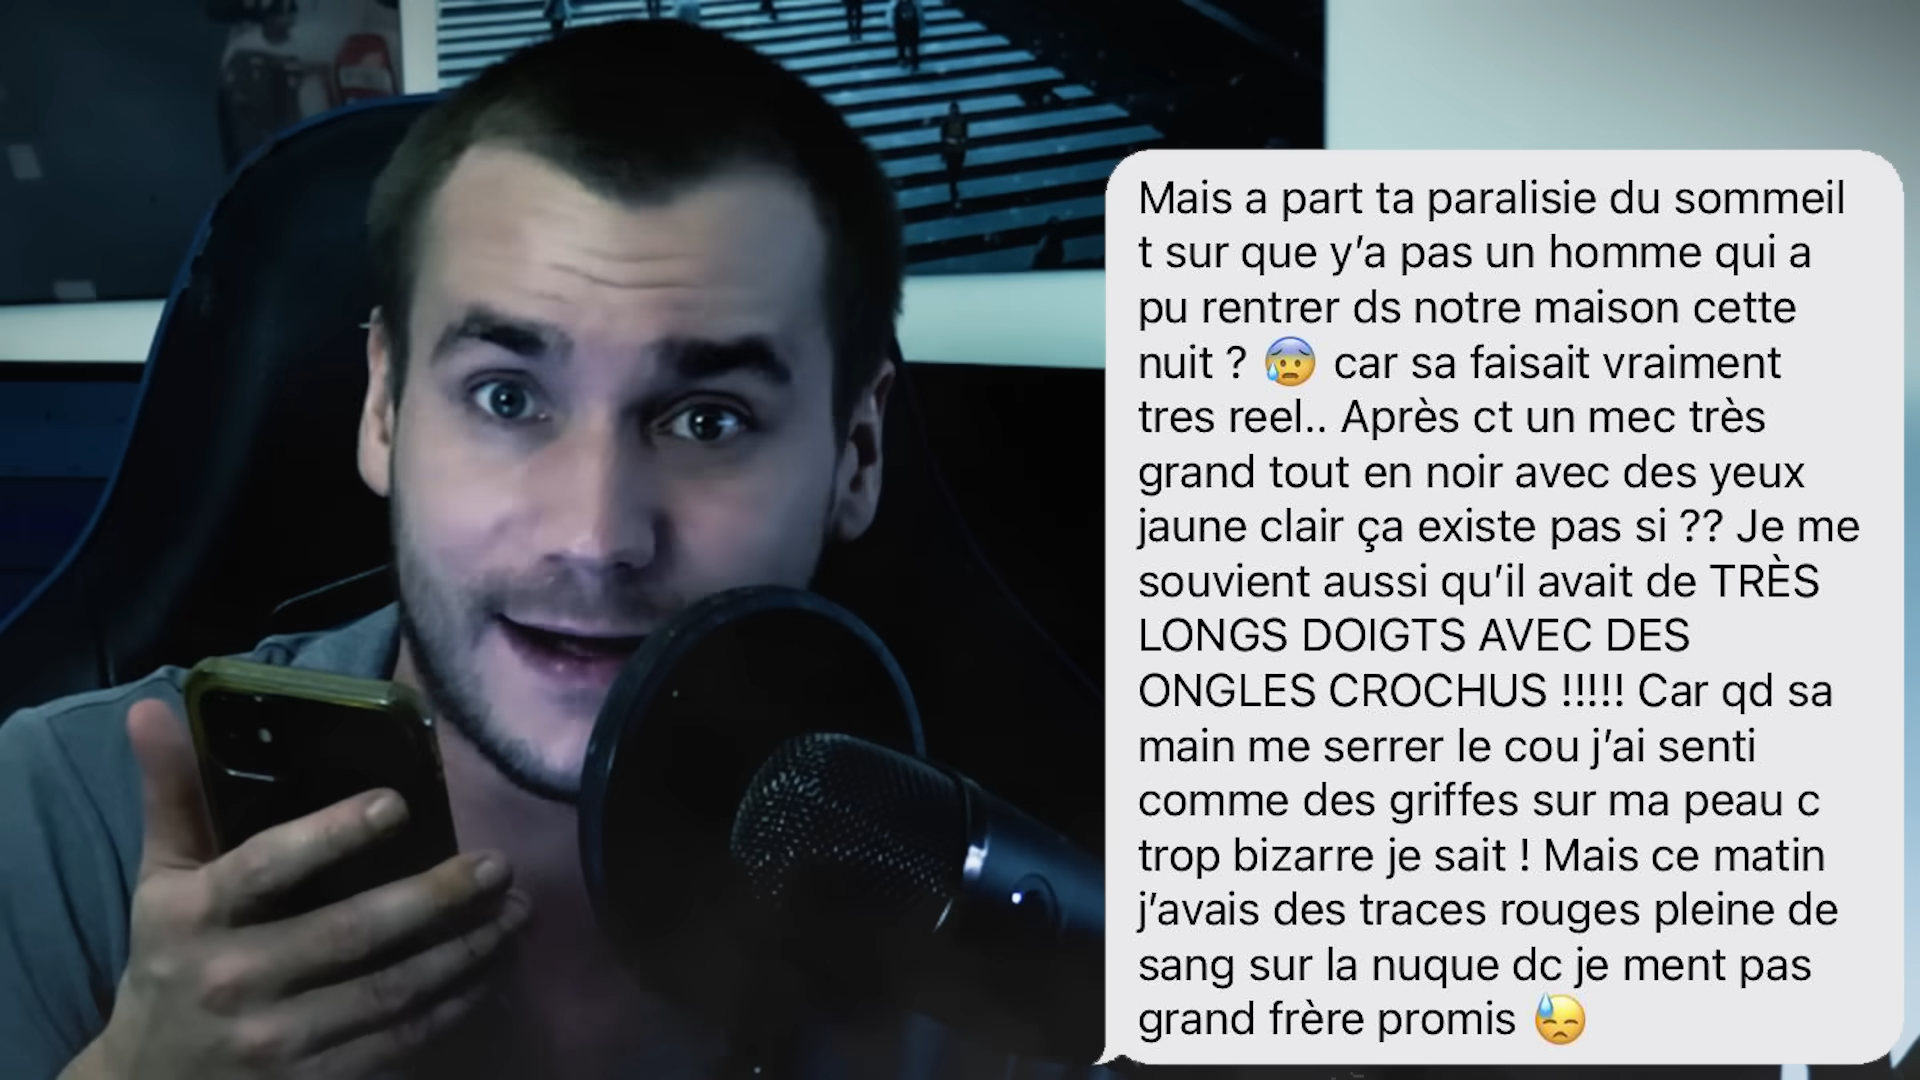 Mais a part ta paralisie du sommeil
t sur que y’a pas un homme qui a
pu rentrer ds notre maison cette
nuit ? 😰 car sa faisait vraiment
tres reel.. Après ct un mec très
grand tout en noir avec des yeux
jaune clair ça existe pas si ?? Je me
souvient aussi qu’il avait de TRÈS
LONGS DOIGTS AVEC DES
ONGLES CROCHUS !!!!! Car qd sa
main me serrer le cou j’ai senti
comme des griffes sur ma peau c
trop bizarre je sait ! Mais ce matin
j’avais des traces rouges pleine de
sang sur la nuque dc je ment pas
grand frère promis 😓